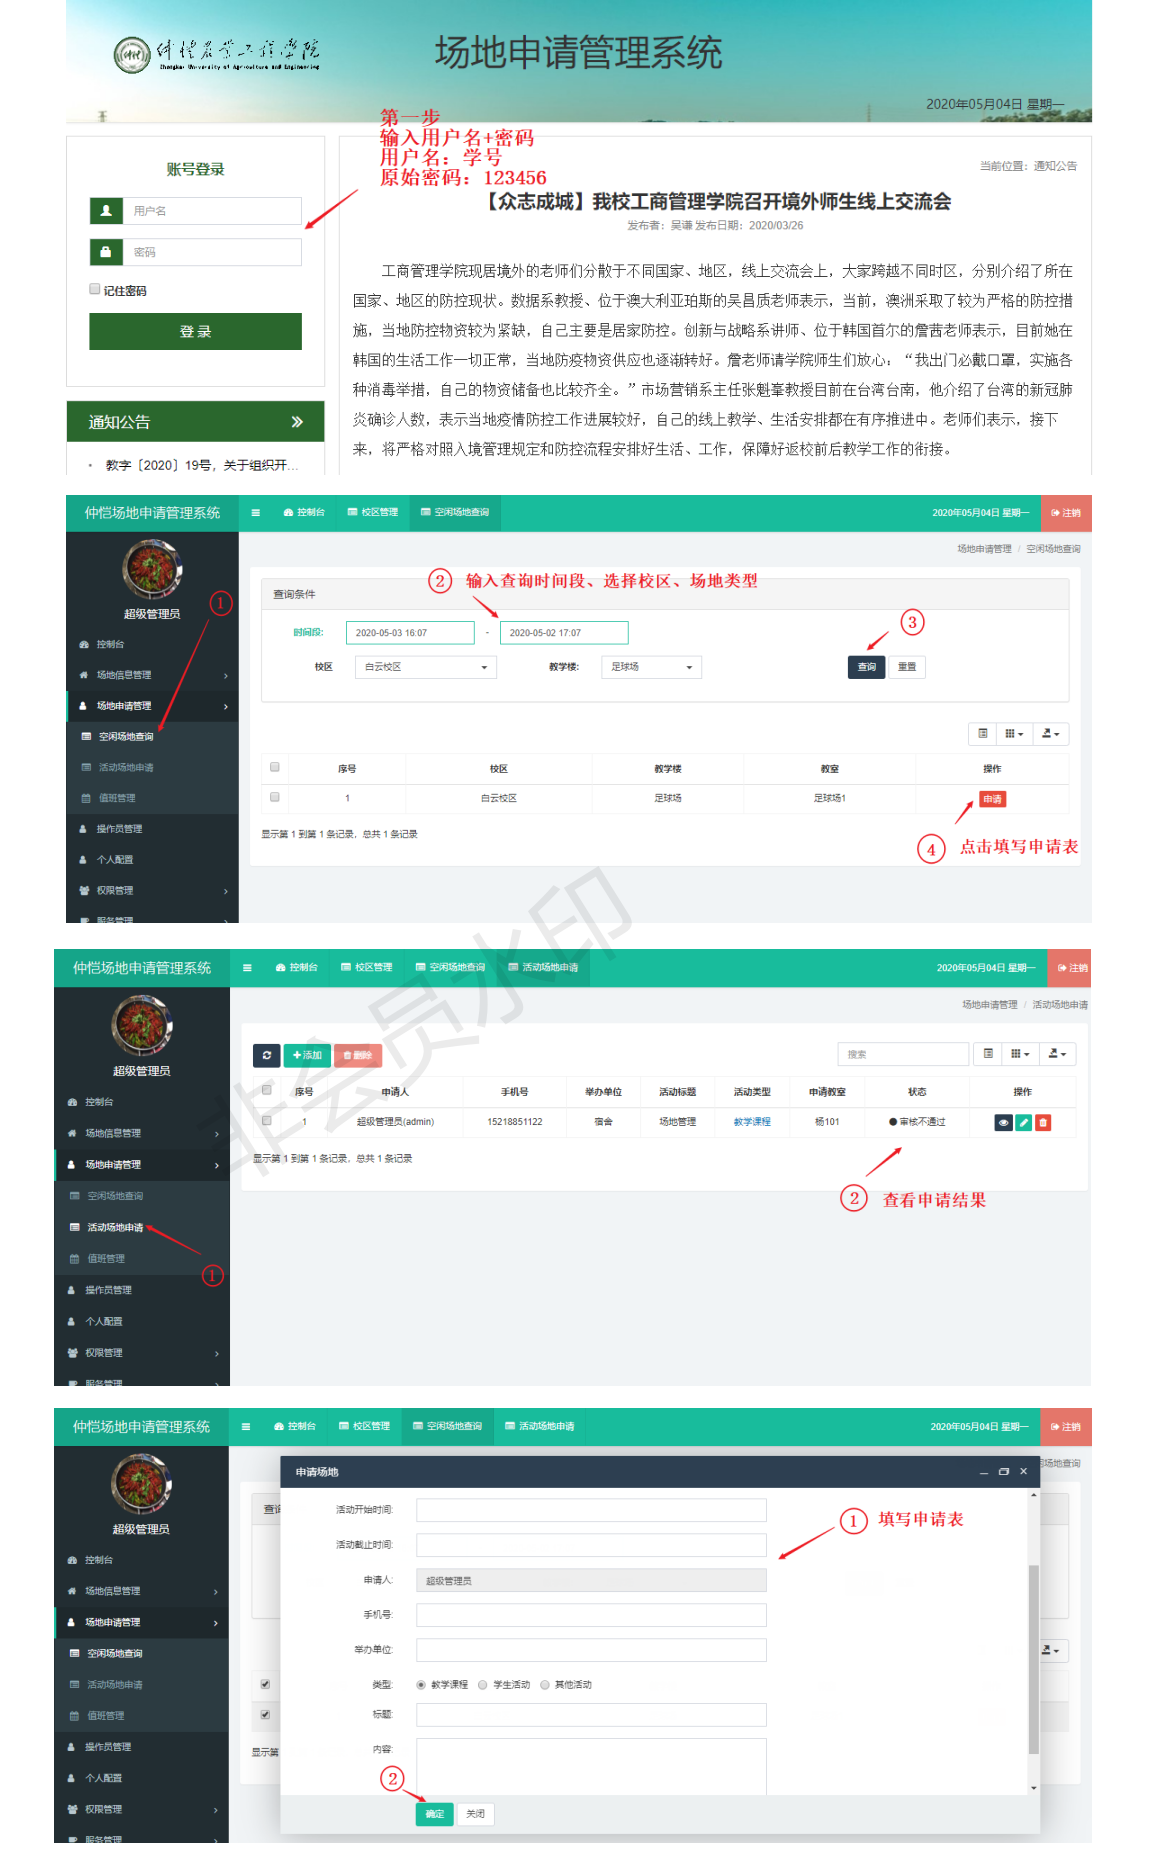 仲恺农业工程学院
Zhongkai University of Agriculture and Engineering
场地申请管理系统
2020年05月04日 星期一
第一步
输入用户名+密码
用户名：学号
原始密码：123456
账号登录
用户名
密码
记住密码
登 录
通知公告
教字〔2020〕19号，关于组织开...
当前位置：通知公告
【众志成城】我校工商管理学院召开境外师生线上交流会
发布者：吴谦 发布日期：2020/03/26
工商管理学院现居境外的老师们分散于不同国家、地区，线上交流会上，大家跨越不同时区，分别介绍了所在
国家、地区的防控现状。数据系教授、位于澳大利亚珀斯的吴昌质老师表示，当前，澳洲采取了较为严格的防控措
施，当地防控物资较为紧缺，自己主要是居家防控。创新与战略系讲师、位于韩国首尔的詹茜老师表示，目前她在
韩国的生活工作一切正常，当地防疫物资供应也逐渐转好。詹老师请学院师生们放心：“我出门必戴口罩，实施各
种消毒举措，自己的物资储备也比较齐全。”市场营销系主任张魁峯教授目前在台湾台南，他介绍了台湾的新冠肺
炎确诊人数，表示当地疫情防控工作进展较好，自己的线上教学、生活安排都在有序推进中。老师们表示，接下
来，将严格对照入境管理规定和防控流程安排好生活、工作，保障好返校前后教学工作的衔接。
仲恺场地申请管理系统
控制台 校区管理 空闲场地查询
2020年05月04日 星期一 注销
超级管理员
控制台
场地信息管理
场地申请管理
空闲场地查询
活动场地申请
值班管理
操作员管理
个人配置
权限管理
服务管理
①
场地申请管理 / 空闲场地查询
② 输入查询时间段、选择校区、场地类型
查询条件
③
时间段: 2020-05-03 16:07 - 2020-05-02 17:07
校区 白云校区 教学楼: 足球场 查询 重置
序号 校区 教学楼 教室 操作
1 白云校区 足球场 足球场1 申请
显示第 1 到第 1 条记录，总共 1 条记录
④ 点击填写申请表
非会员水印
仲恺场地申请管理系统
控制台 校区管理 空闲场地查询 活动场地申请
2020年05月04日 星期一 注销
超级管理员
控制台
场地信息管理
场地申请管理
空闲场地查询
活动场地申请
值班管理
操作员管理
个人配置
权限管理
服务管理
①
场地申请管理 / 活动场地申请
添加 删除 搜索
序号 申请人 手机号 举办单位 活动标题 活动类型 申请教室 状态 操作
1 超级管理员(admin) 15218851122 宿舍 场地管理 教学课程 杨101 审核不通过
显示第 1 到第 1 条记录，总共 1 条记录
② 查看申请结果
仲恺场地申请管理系统
控制台 校区管理 空闲场地查询 活动场地申请
2020年05月04日 星期一 注销
超级管理员
控制台
场地信息管理
场地申请管理
空闲场地查询
活动场地申请
值班管理
操作员管理
个人配置
权限管理
服务管理
闲场地查询
查询
显示第
申请场地
活动开始时间:
活动截止时间:
申请人: 超级管理员
手机号:
举办单位:
类型: 教学课程 学生活动 其他活动
标题:
内容:
① 填写申请表
②
确定 关闭